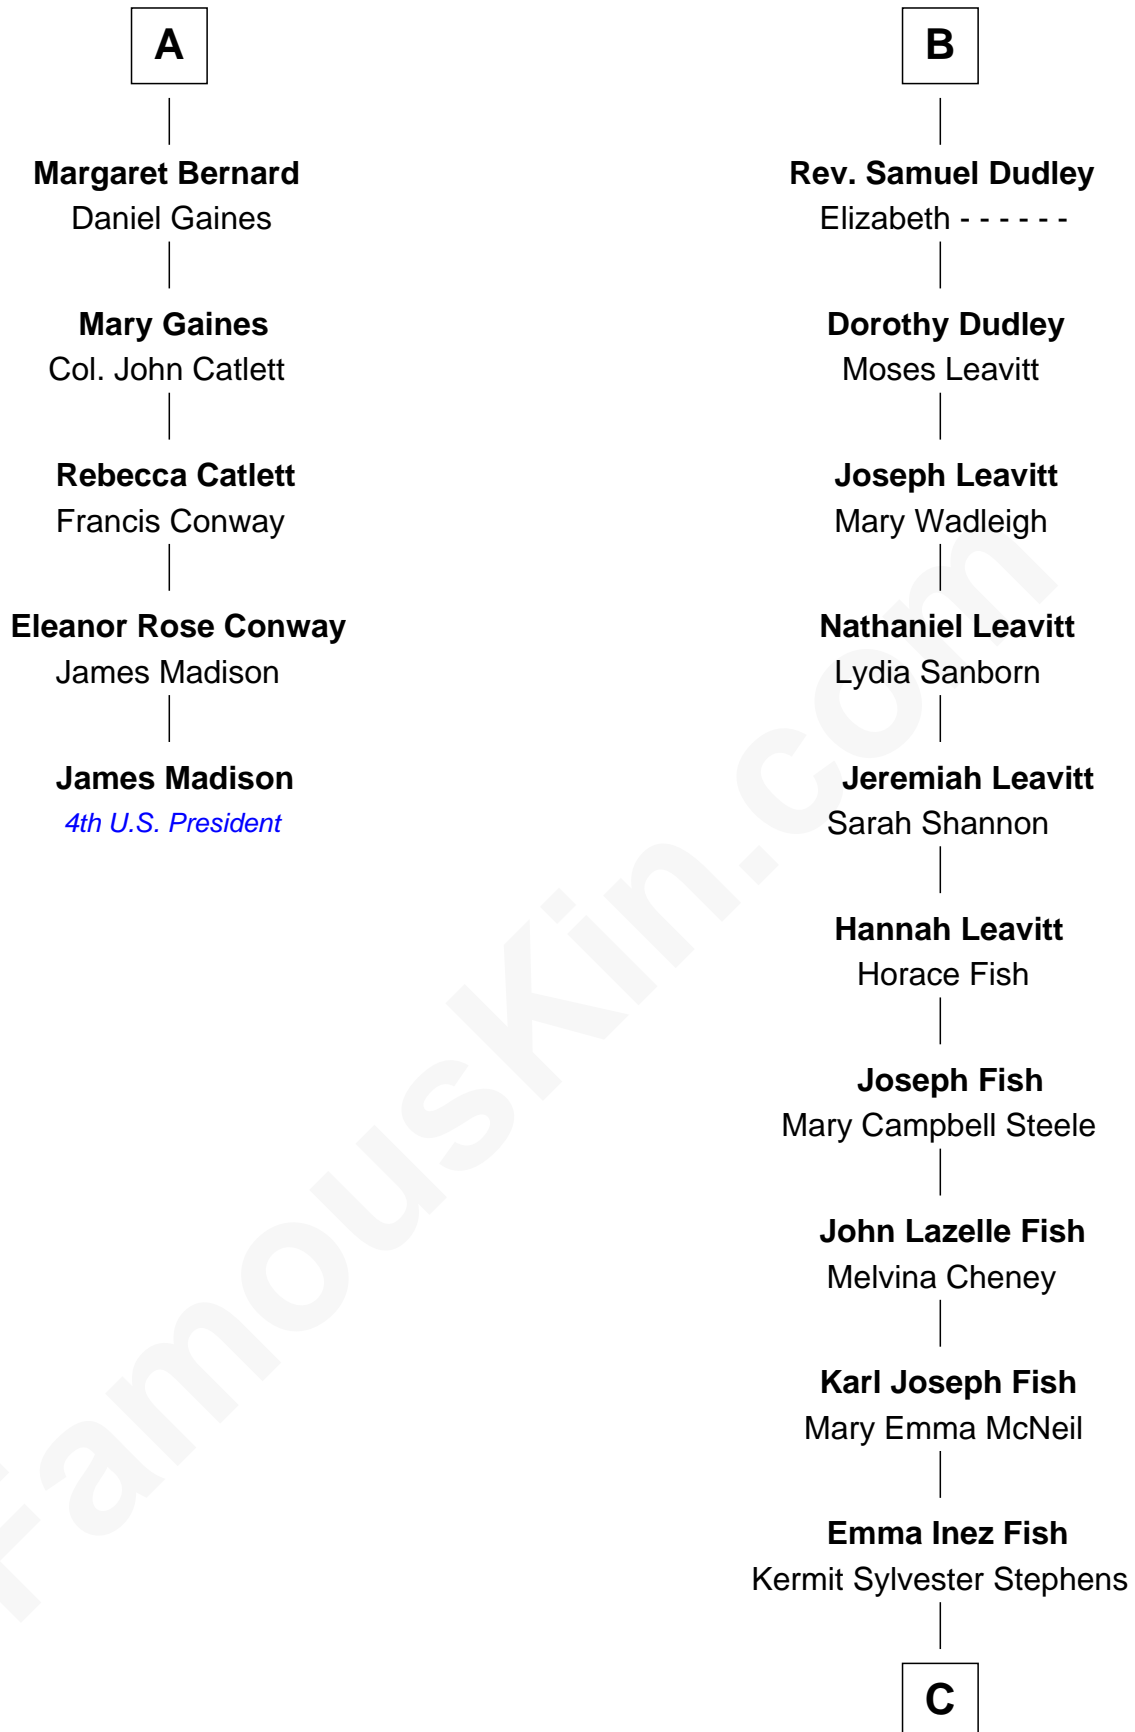 A
Margaret Bernard
Daniel Gaines
Mary Gaines
Col. John Catlett
Rebecca Catlett
Francis Conway
Eleanor Rose Conway
James Madison
James Madison
4th U.S. President
B
Rev. Samuel Dudley
Elizabeth - - - - - -
Dorothy Dudley
Moses Leavitt
Joseph Leavitt
Mary Wadleigh
Nathaniel Leavitt
Lydia Sanborn
Jeremiah Leavitt
Sarah Shannon
Hannah Leavitt
Horace Fish
Joseph Fish
Mary Campbell Steele
John Lazelle Fish
Melvina Cheney
Karl Joseph Fish
Mary Emma McNeil
Emma Inez Fish
Kermit Sylvester Stephens
C
FamousKin.com